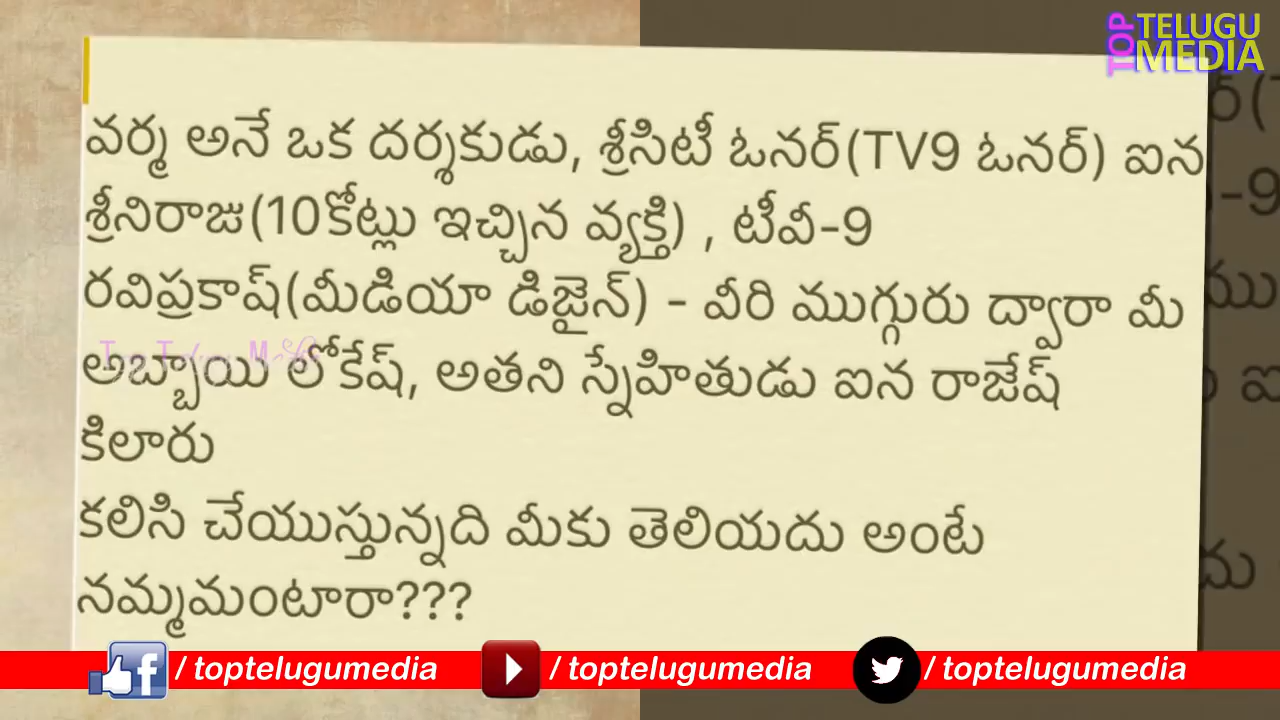 TOP TELUGU MEDIA
వర్మ అనే ఒక దర్శకుడు, శ్రీసిటీ ఓనర్(TV9 ఓనర్) ఐన
శ్రీనిరాజు(10కోట్లు ఇచ్చిన వ్యక్తి) , టీవీ-9
రవిప్రకాష్(మీడియా డిజైన్) - వీరి ముగ్గురు ద్వారా మీ
అబ్బాయి లోకేష్, అతని స్నేహితుడు ఐన రాజేష్
కిలారు
కలిసి చేయుస్తున్నది మీకు తెలియదు అంటే
నమ్మమంటారా???
/ toptelugumedia / toptelugumedia / toptelugumedia